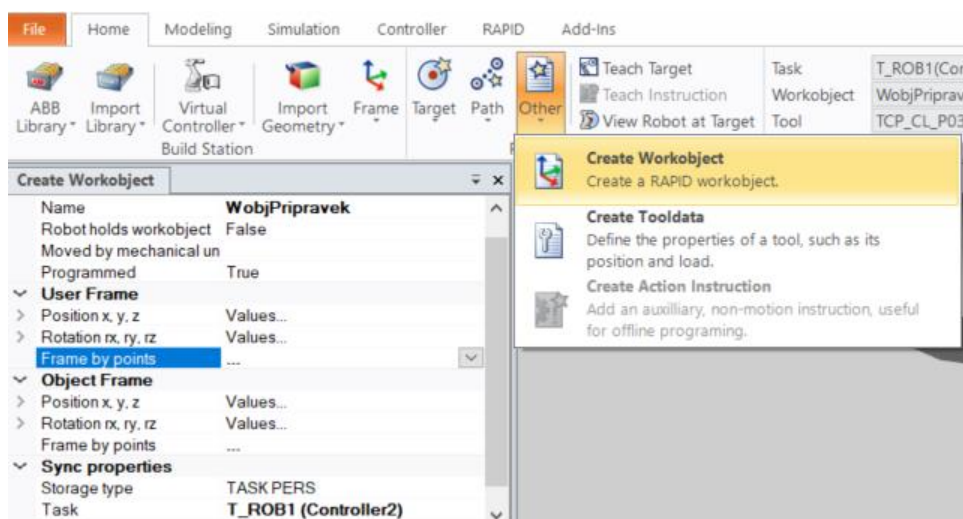 File Home Modeling Simulation Controller RAPID Add-Ins
ABB Library Import Library Virtual Controller Import Geometry Frame Target Path Other
Teach Target
Teach Instruction
View Robot at Target
Task T_ROB1(Cor
Workobject WobjPriprav
Tool TCP_CL_P03
Build Station
Create Workobject
Name WobjPripravek
Robot holds workobject False
Moved by mechanical un
Programmed True
User Frame
Position x, y, z Values...
Rotation rx, ry, rz Values...
Frame by points ...
Object Frame
Position x, y, z Values...
Rotation rx, ry, rz Values...
Frame by points ...
Sync properties
Storage type TASK PERS
Task T_ROB1 (Controller2)
Create Workobject
Create a RAPID workobject.
Create Tooldata
Define the properties of a tool, such as its
position and load.
Create Action Instruction
Add an auxilliary, non-motion instruction, useful
for offline programing.